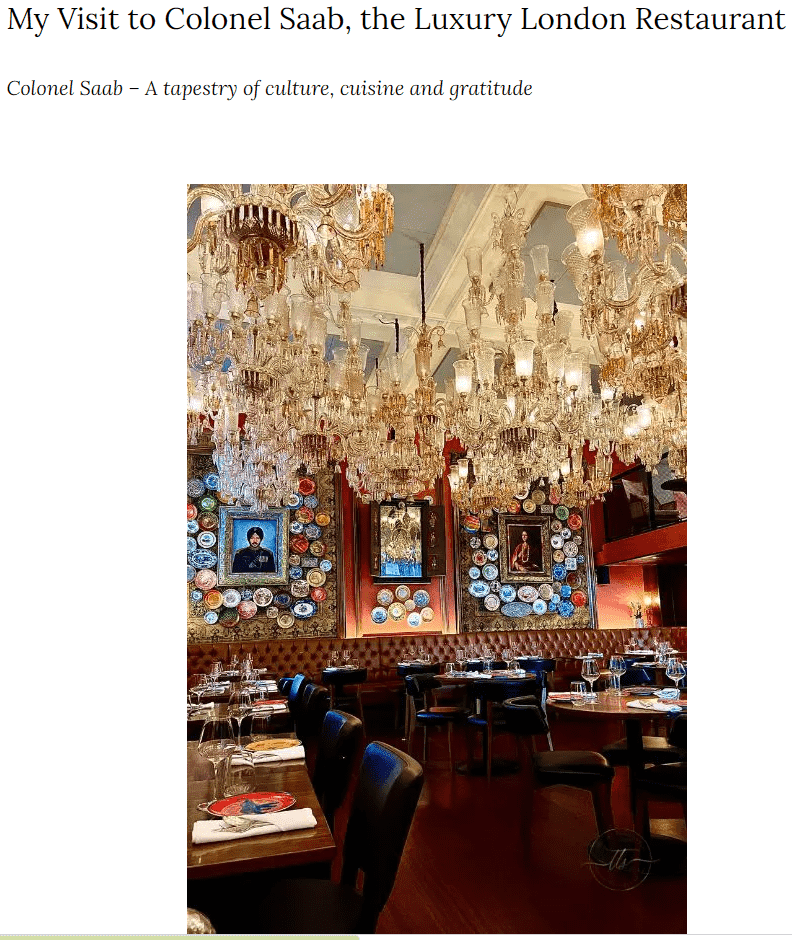 My Visit to Colonel Saab, the Luxury London Restaurant
Colonel Saab – A tapestry of culture, cuisine and gratitude